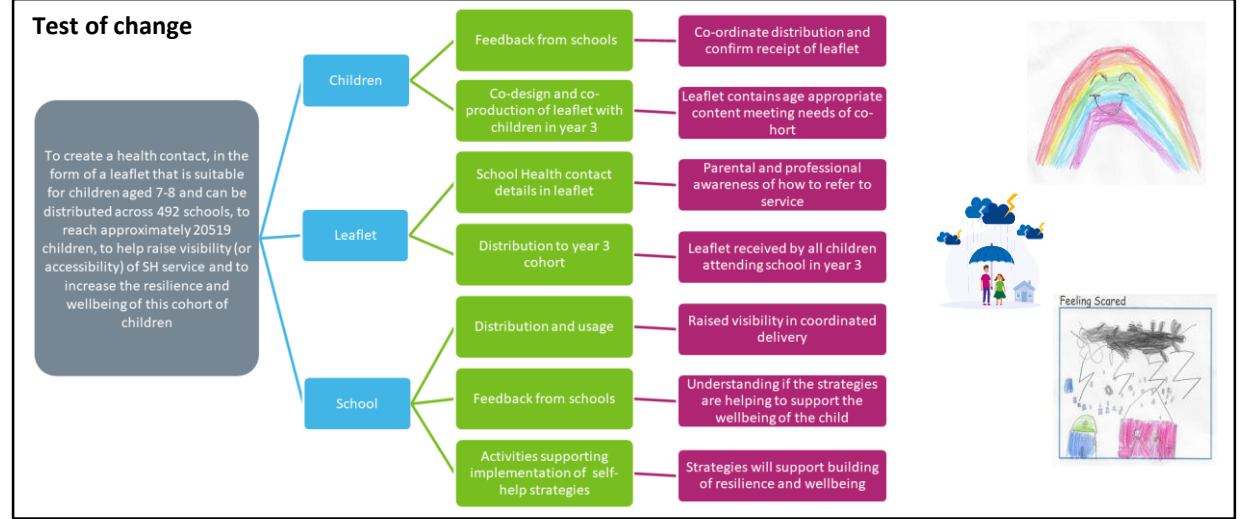 Test of change
To create a health contact, in the
form of a leaflet that is suitable
for children aged 7-8 and can be
distributed across 492 schools, to
reach approximately 20519
children, to help raise visibility (or
accessibility) of SH service and to
increase the resilience and
wellbeing of this cohort of
children
Children
Feedback from schools
Co-ordinate distribution and
confirm receipt of leaflet
Co-design and co-
production of leaflet with
children in year 3
Leaflet contains age appropriate
content meeting needs of co-
hort
Leaflet
School Health contact
details in leaflet
Parental and professional
awareness of how to refer to
service
Distribution to year 3
cohort
Leaflet received by all children
attending school in year 3
School
Distribution and usage
Raised visibility in coordinated
delivery
Feedback from schools
Understanding if the strategies
are helping to support the
wellbeing of the child
Activities supporting
implementation of self-
help strategies
Strategies will support building
of resilience and wellbeing
Feeling Scared